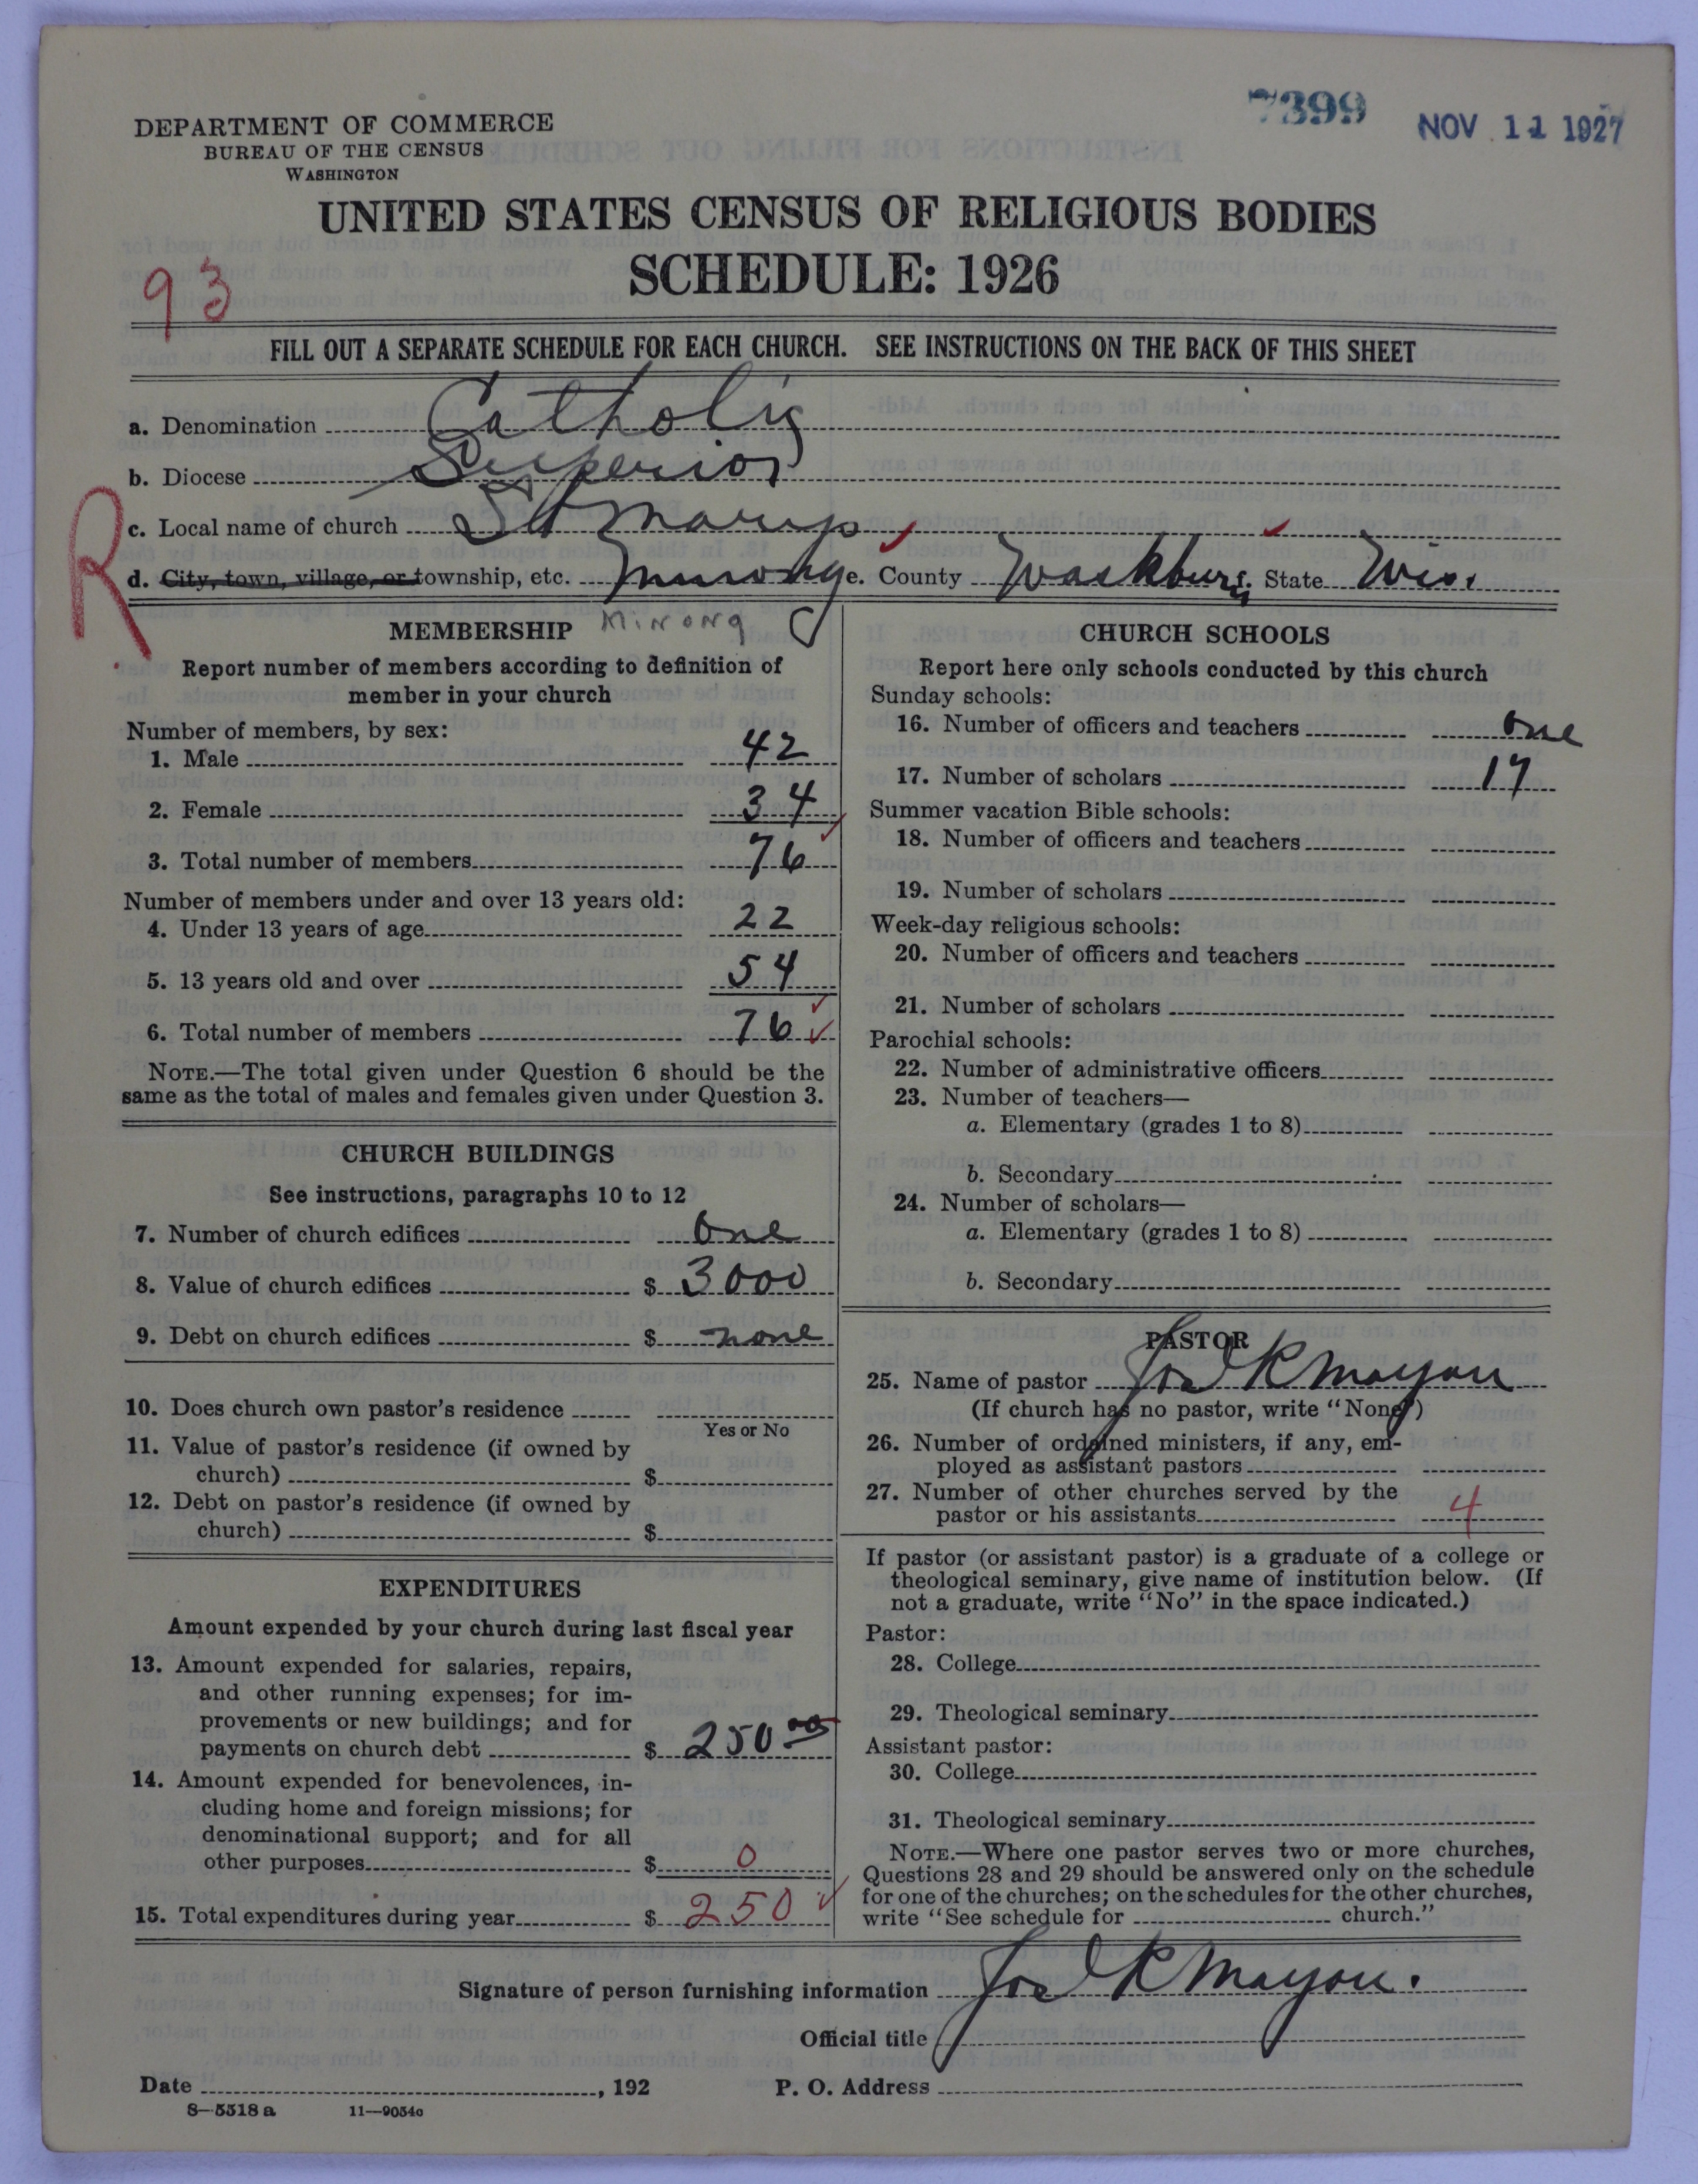 7399
NOV 11 1927
DEPARTMENT OF COMMERCE
BUREAU OF THE CENSUS
WASHINGTON
UNITED STATES CENSUS OF RELIGIOUS BODIES
SCHEDULE: 1926
93
FILL OUT A SEPARATE SCHEDULE FOR EACH CHURCH. SEE INSTRUCTIONS ON THE BACK OF THIS SHEET
a. Denomination Catholic
b. Diocese Superior
R
c. Local name of church St Marys
d. City, town, village, or township, etc. Minong e. County Washburn f. State Wis.
Minong
MEMBERSHIP
Report number of members according to definition of
member in your church
Number of members, by sex:
1. Male 42
2. Female 34
3. Total number of members 76
Number of members under and over 13 years old:
4. Under 13 years of age 22
5. 13 years old and over 54
6. Total number of members 76
NOTE.—The total given under Question 6 should be the
same as the total of males and females given under Question 3.
CHURCH BUILDINGS
See instructions, paragraphs 10 to 12
7. Number of church edifices One
8. Value of church edifices $ 3000
9. Debt on church edifices $ none
10. Does church own pastor's residence
Yes or No
11. Value of pastor's residence (if owned by
church) $
12. Debt on pastor's residence (if owned by
church) $
EXPENDITURES
Amount expended by your church during last fiscal year
13. Amount expended for salaries, repairs,
and other running expenses; for im-
provements or new buildings; and for
payments on church debt $ 250 00
14. Amount expended for benevolences, in-
cluding home and foreign missions; for
denominational support; and for all
other purposes $ 0
15. Total expenditures during year $ 250
CHURCH SCHOOLS
Report here only schools conducted by this church
Sunday schools:
16. Number of officers and teachers One
17. Number of scholars 17
Summer vacation Bible schools:
18. Number of officers and teachers
19. Number of scholars
Week-day religious schools:
20. Number of officers and teachers
21. Number of scholars
Parochial schools:
22. Number of administrative officers
23. Number of teachers—
a. Elementary (grades 1 to 8)
b. Secondary
24. Number of scholars—
a. Elementary (grades 1 to 8)
b. Secondary
PASTOR
25. Name of pastor Jos
(If church has no pastor, write "None")
26. Number of ordained ministers, if any, em-
ployed as assistant pastors
27. Number of other churches served by the
pastor or his assistants 4
If pastor (or assistant pastor) is a graduate of a college or
theological seminary, give name of institution below. (If
not a graduate, write "No" in the space indicated.)
Pastor:
28. College
29. Theological seminary
Assistant pastor:
30. College
31. Theological seminary
NOTE.—Where one pastor serves two or more churches,
Questions 28 and 29 should be answered only on the schedule
for one of the churches; on the schedules for the other churches,
write "See schedule for church."
Signature of person furnishing information Jos
Official title
Date , 192 P. O. Address
8—5518 a 11—9054c